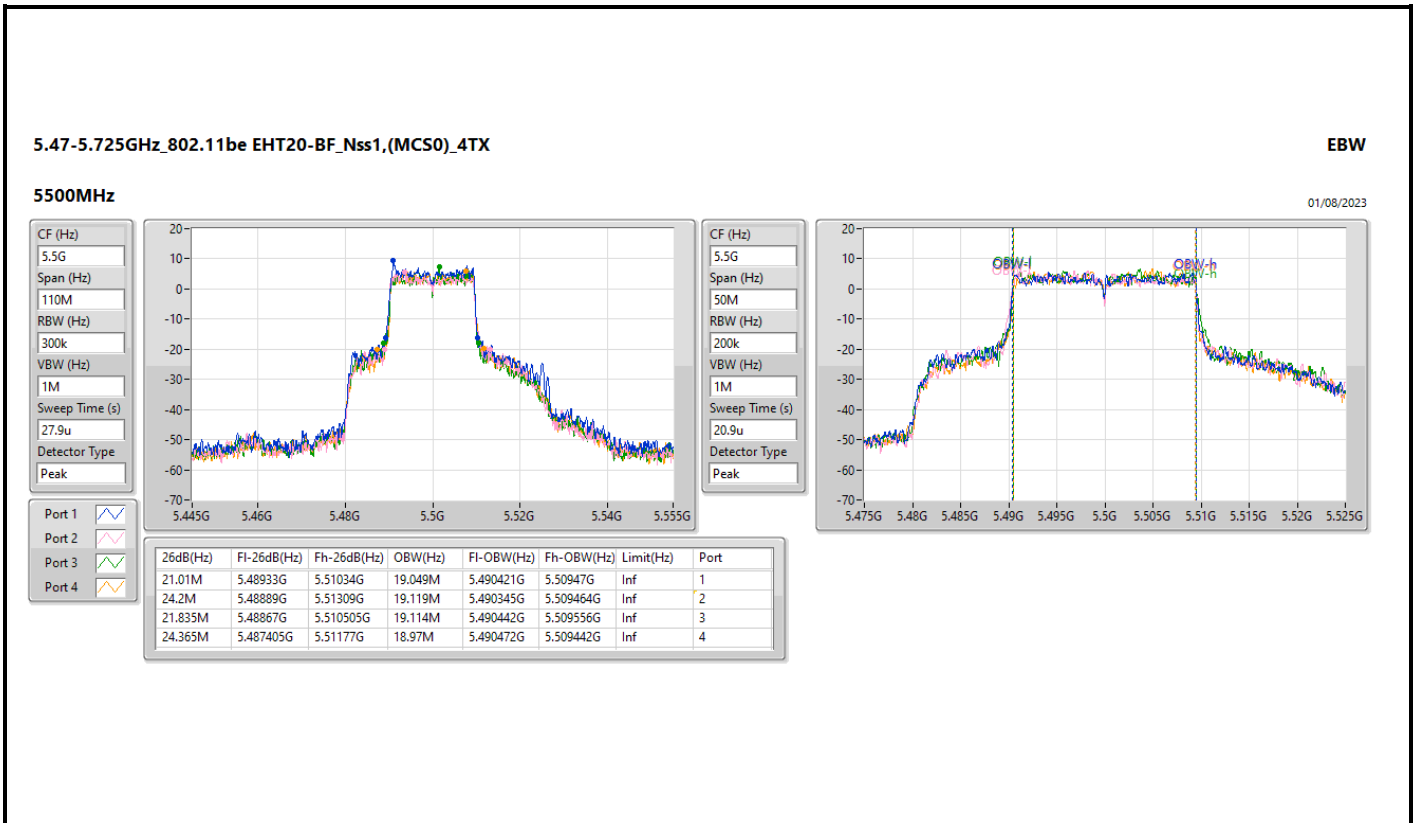 5.47-5.725GHz_802.11be EHT20-BF_Nss1,(MCS0)_4TX EBW
5500MHz
01/08/2023
CF (Hz)
5.5G
Span (Hz)
110M
RBW (Hz)
300k
VBW (Hz)
1M
Sweep Time (s)
27.9u
Detector Type
Peak
Port 1
Port 2
Port 3
Port 4
20
10
0
-10
-20
-30
-40
-50
-60
-70
5.445G 5.46G 5.48G 5.5G 5.52G 5.54G 5.555G
CF (Hz)
5.5G
Span (Hz)
50M
RBW (Hz)
200k
VBW (Hz)
1M
Sweep Time (s)
20.9u
Detector Type
Peak
20
10
0
-10
-20
-30
-40
-50
-60
-70
OBW-l OBW-h
5.475G 5.48G 5.485G 5.49G 5.495G 5.5G 5.505G 5.51G 5.515G 5.52G 5.525G
26dB(Hz) Fl-26dB(Hz) Fh-26dB(Hz) OBW(Hz) Fl-OBW(Hz) Fh-OBW(Hz) Limit(Hz) Port
21.01M 5.48933G 5.51034G 19.049M 5.490421G 5.50947G Inf 1
24.2M 5.48889G 5.51309G 19.119M 5.490345G 5.509464G Inf 2
21.835M 5.48867G 5.510505G 19.114M 5.490442G 5.509556G Inf 3
24.365M 5.487405G 5.51177G 18.97M 5.490472G 5.509442G Inf 4